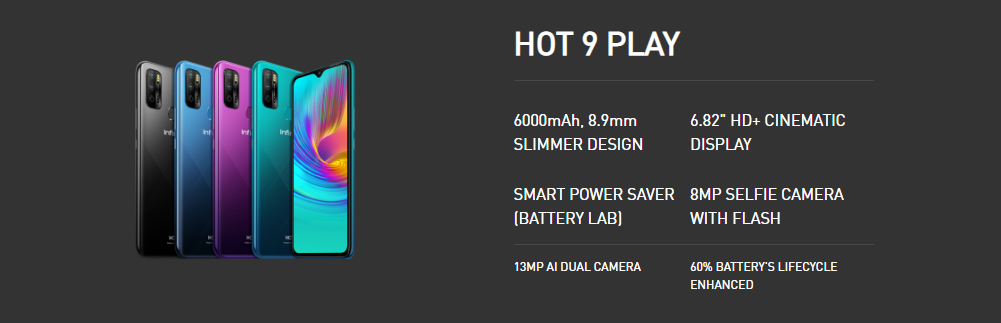 HOT 9 PLAY
6000mAh, 8.9mm
SLIMMER DESIGN
6.82" HD+ CINEMATIC
DISPLAY
SMART POWER SAVER
(BATTERY LAB)
8MP SELFIE CAMERA
WITH FLASH
13MP AI DUAL CAMERA
60% BATTERY'S LIFECYCLE
ENHANCED